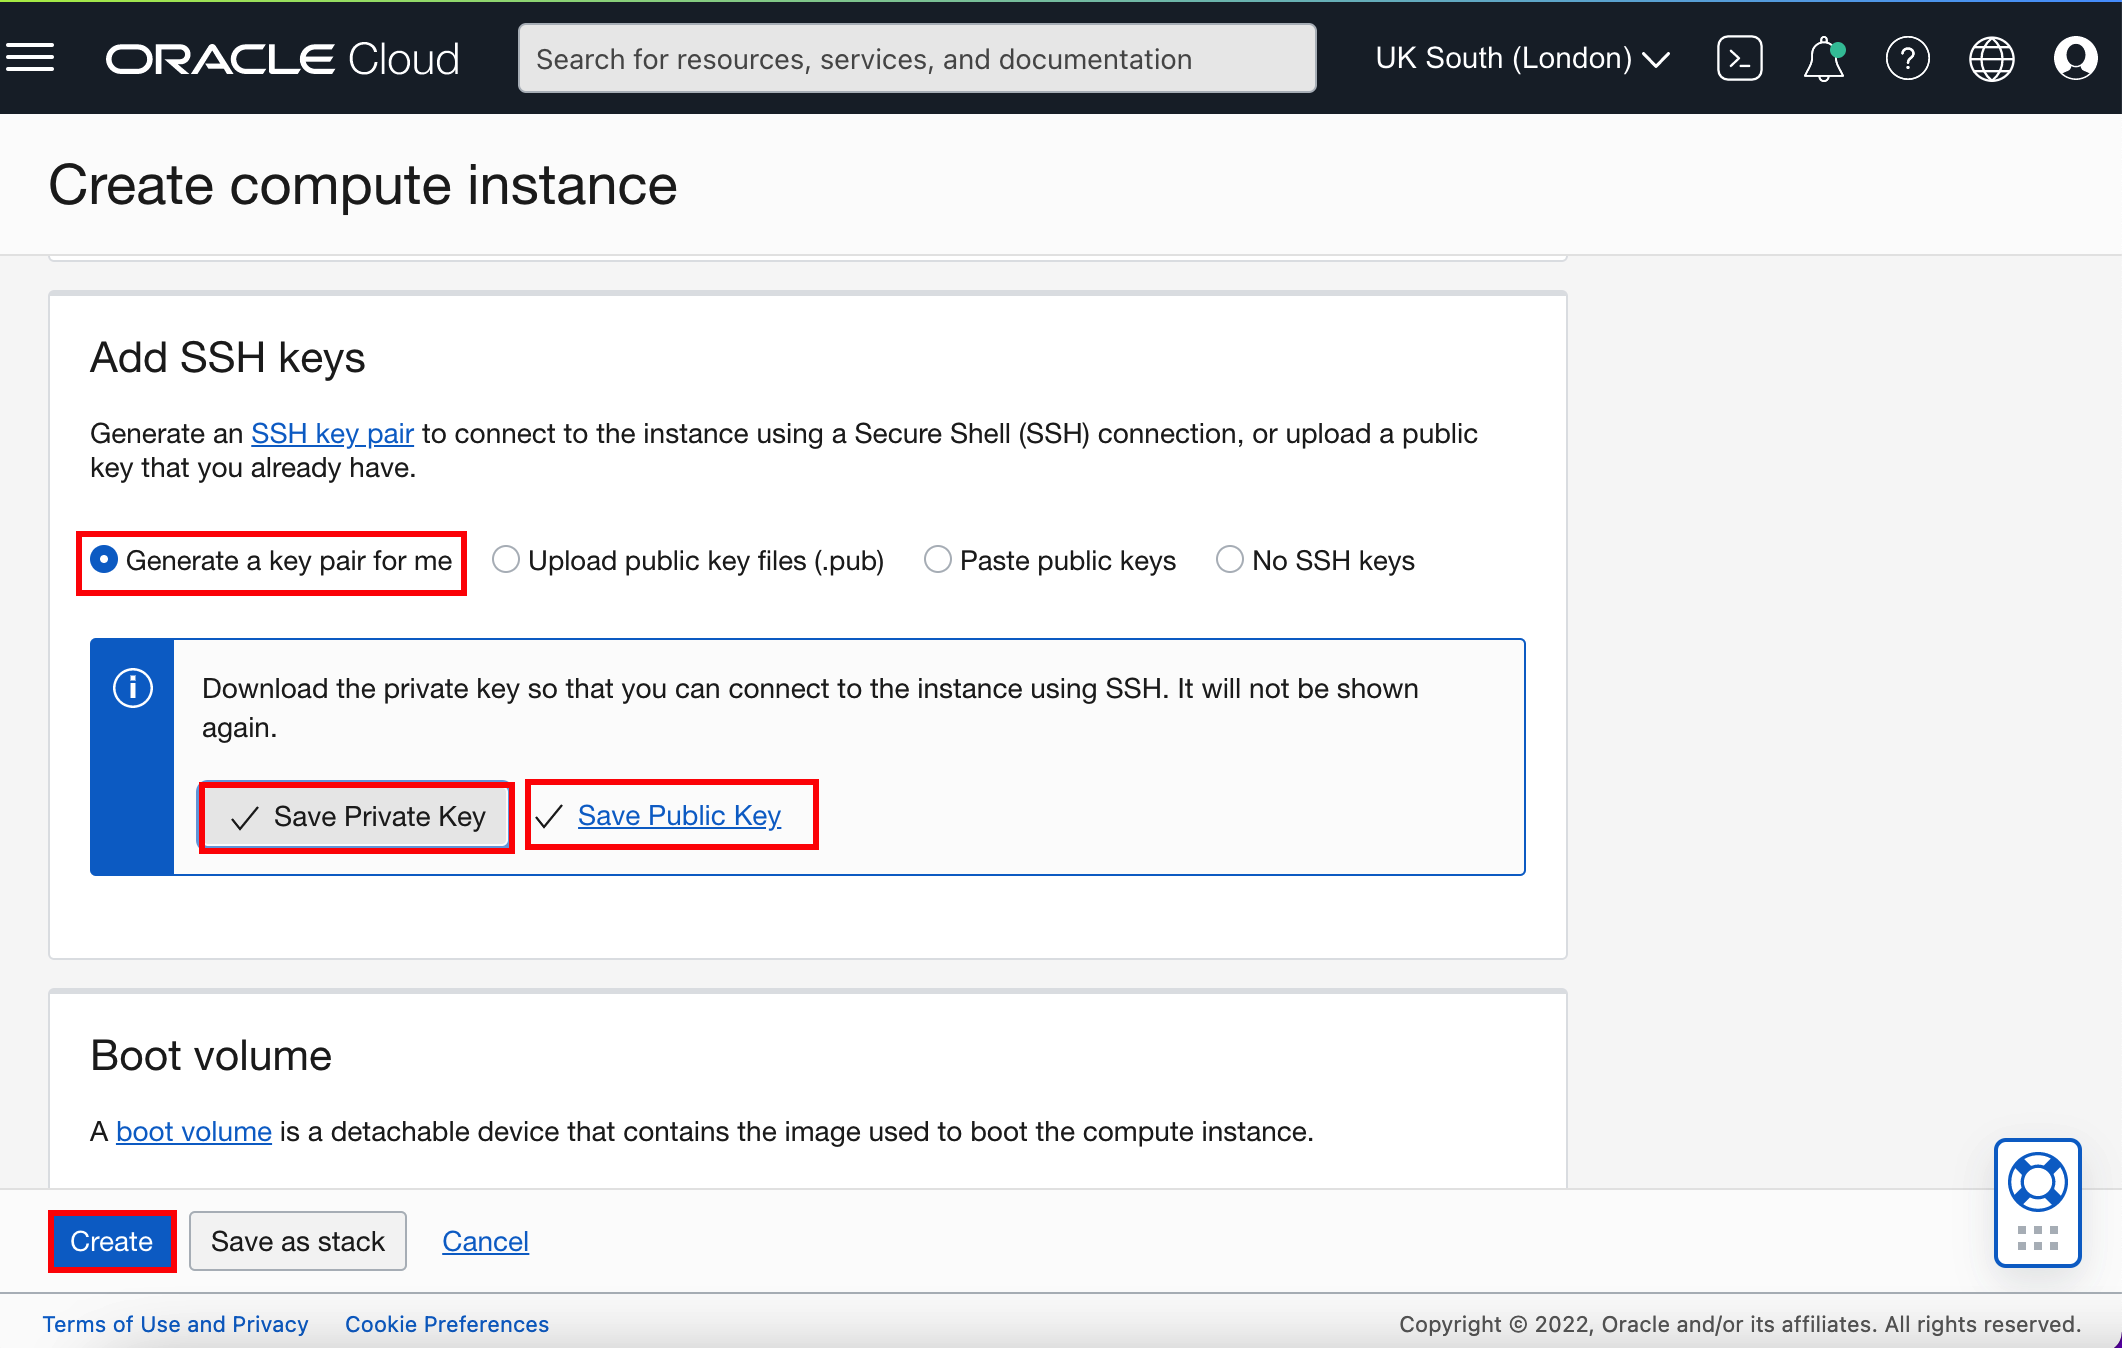 ORACLE Cloud
Search for resources, services, and documentation
UK South (London)
Create compute instance
Add SSH keys
Generate an SSH key pair to connect to the instance using a Secure Shell (SSH) connection, or upload a public
key that you already have.
Generate a key pair for me
Upload public key files (.pub)
Paste public keys
No SSH keys
Download the private key so that you can connect to the instance using SSH. It will not be shown
again.
Save Private Key
Save Public Key
Boot volume
A boot volume is a detachable device that contains the image used to boot the compute instance.
Create
Save as stack
Cancel
Terms of Use and Privacy
Cookie Preferences
Copyright © 2022, Oracle and/or its affiliates. All rights reserved.